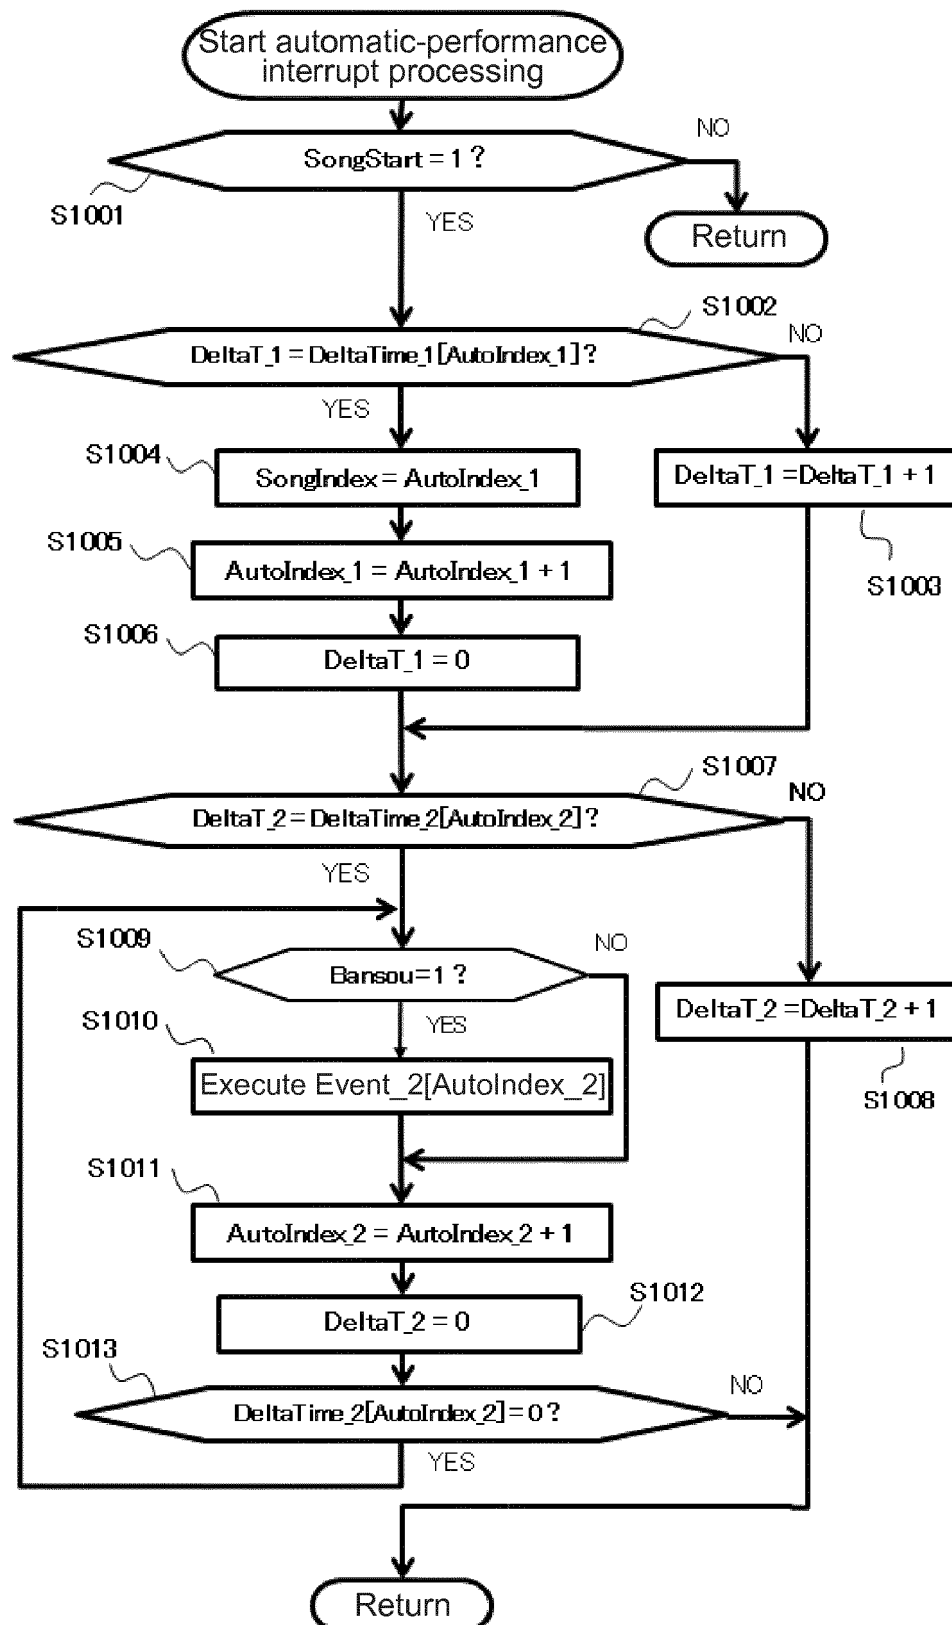 Start automatic-performance
interrupt processing
NO
SongStart = 1 ?
S1001
YES
Return
S1002
NO
DeltaT_1 = DeltaTime_1[AutoIndex_1] ?
YES
S1004
SongIndex = AutoIndex_1
DeltaT_1 =DeltaT_1 + 1
S1003
S1005
AutoIndex_1 = AutoIndex_1 + 1
S1006
DeltaT_1 = 0
S1007
NO
DeltaT_2 = DeltaTime_2[AutoIndex_2] ?
YES
S1009
NO
Bansou=1 ?
DeltaT_2 =DeltaT_2 + 1
S1008
S1010
YES
Execute Event_2[AutoIndex_2]
S1011
AutoIndex_2 = AutoIndex_2 + 1
S1012
DeltaT_2 = 0
S1013
NO
DeltaTime_2[AutoIndex_2] = 0 ?
YES
Return